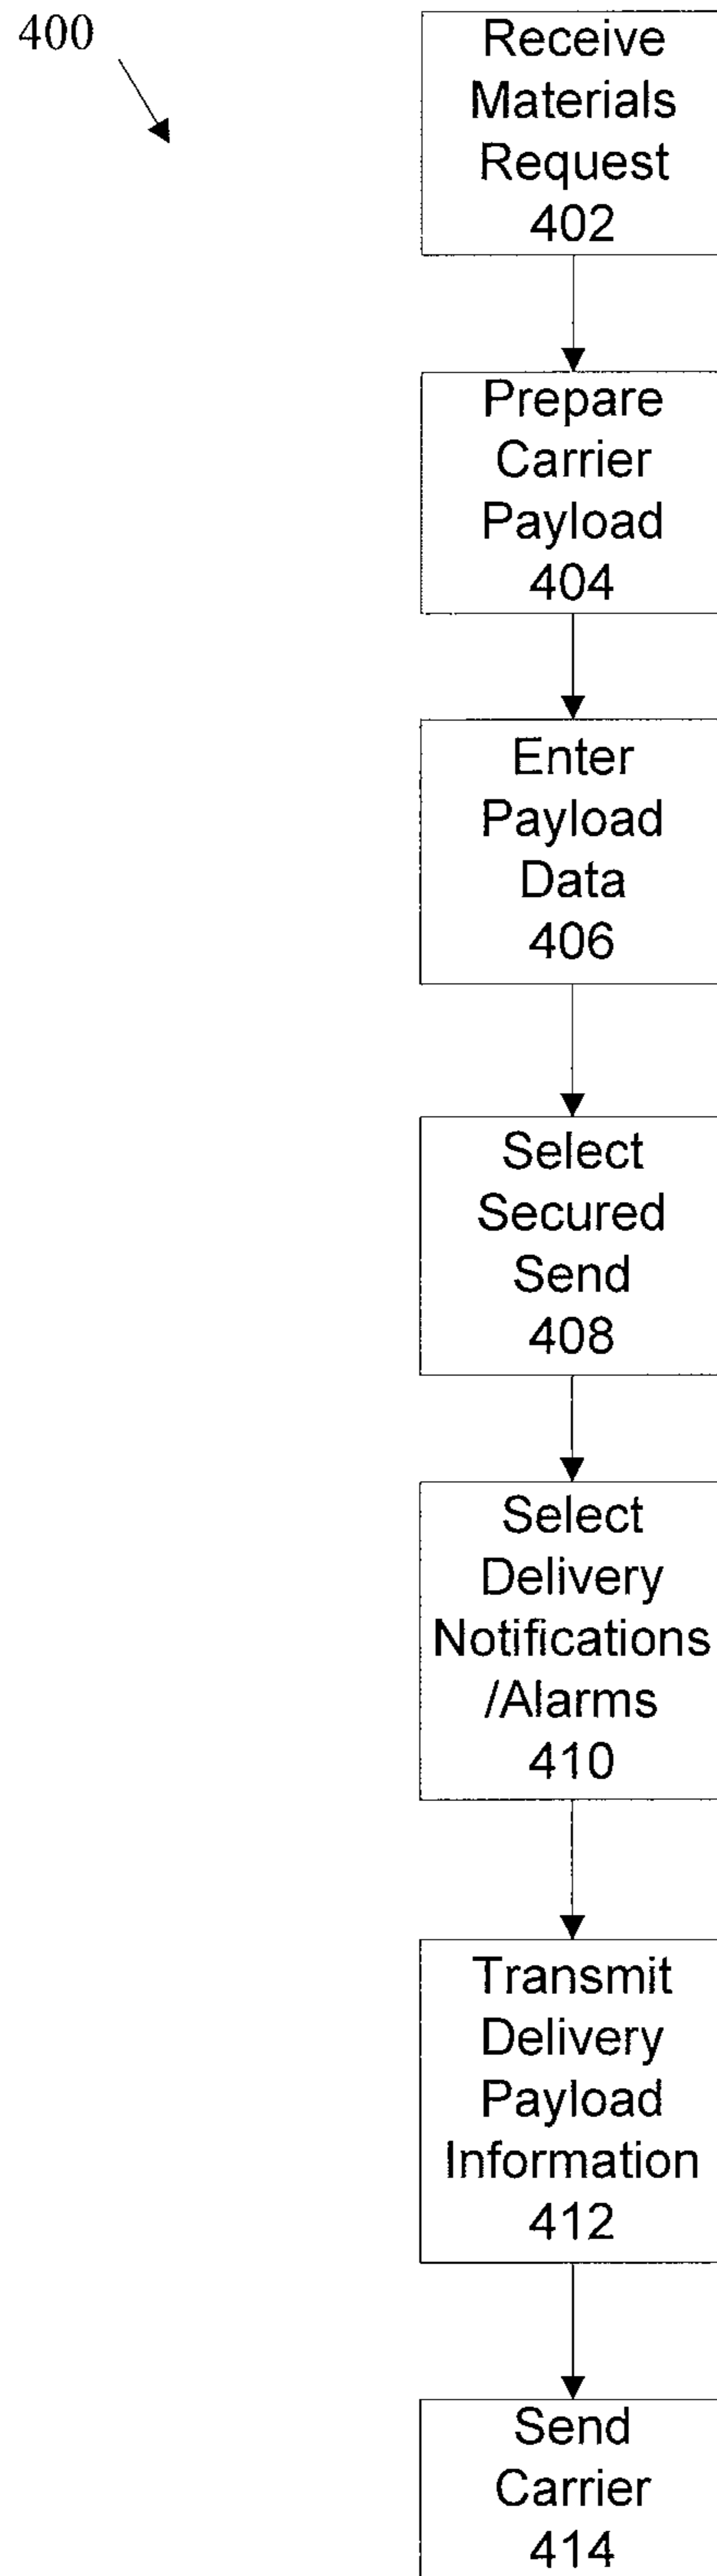 400
Receive
Materials
Request
402
Prepare
Carrier
Payload
404
Enter
Payload
Data
406
Select
Secured
Send
408
Select
Delivery
Notifications
/Alarms
410
Transmit
Delivery
Payload
Information
412
Send
Carrier
414